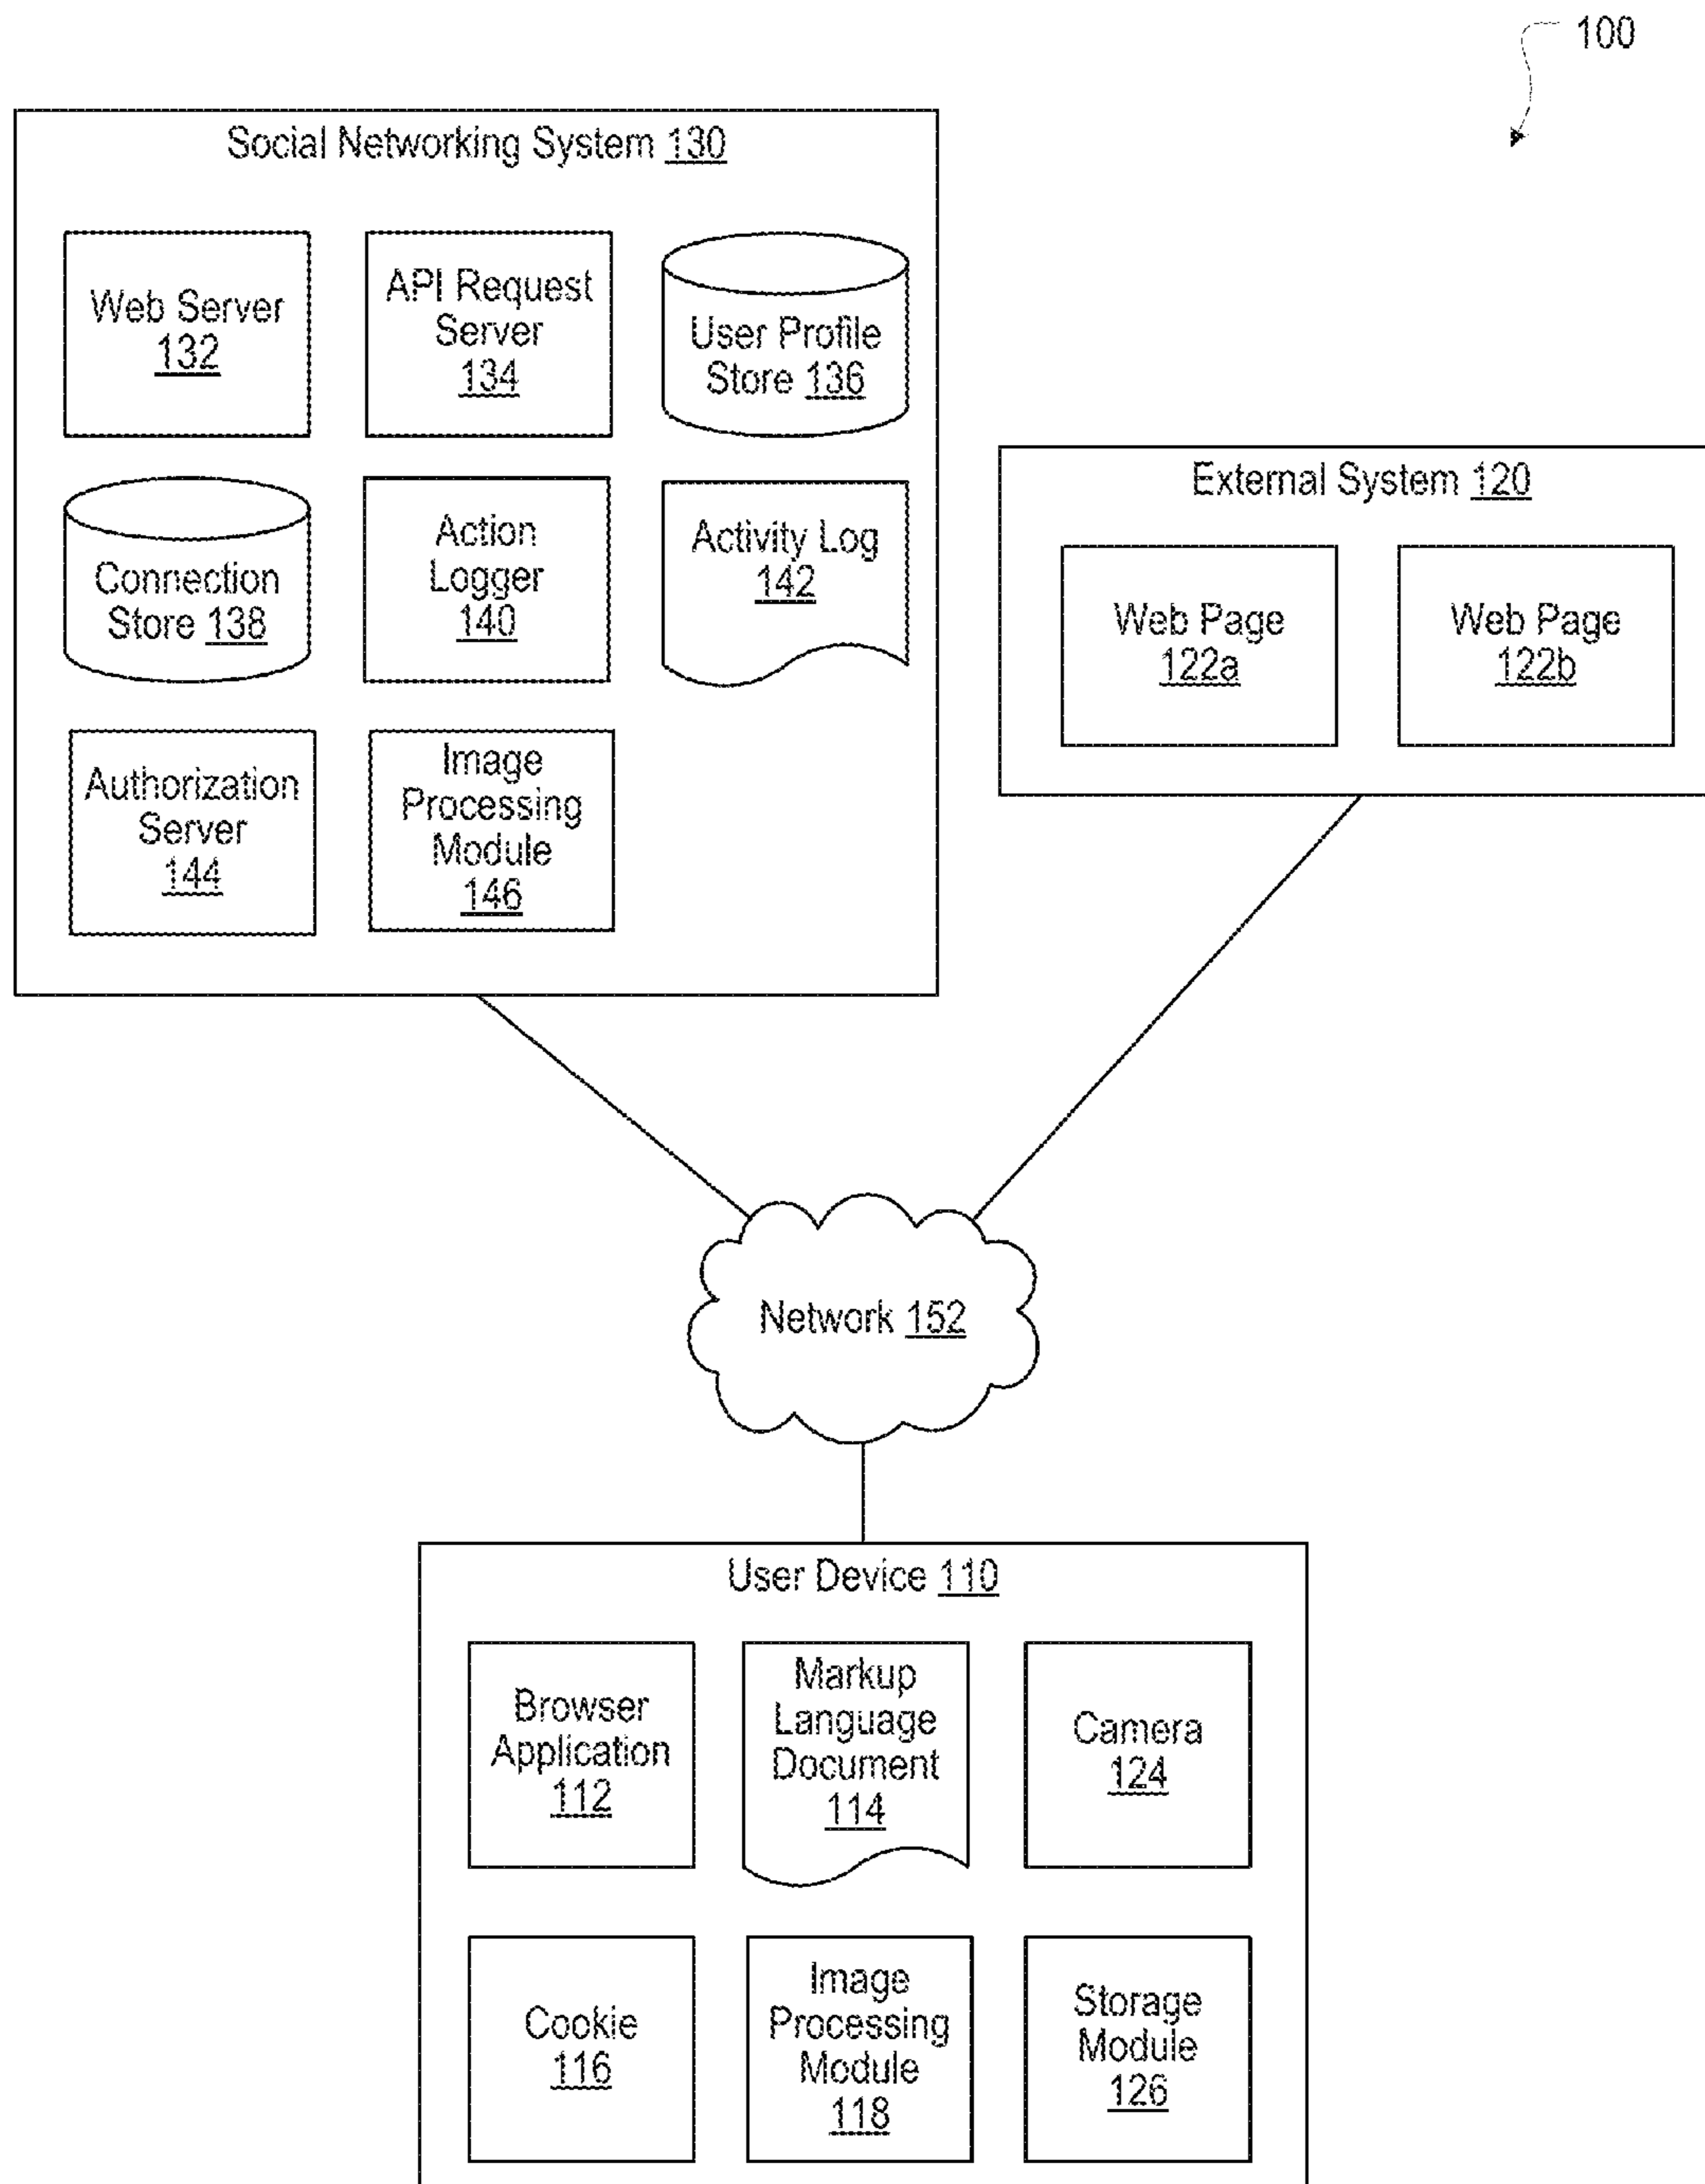 100
Social Networking System 130
Web Server
132
API Request
Server
134
User Profile
Store 136
Connection
Store 138
Action
Logger
140
Activity Log
142
Authorization
Server
144
Image
Processing
Module
146
External System 120
Web Page
122a
Web Page
122b
Network 152
User Device 110
Browser
Application
112
Markup
Language
Document
114
Camera
124
Cookie
116
Image
Processing
Module
118
Storage
Module
126